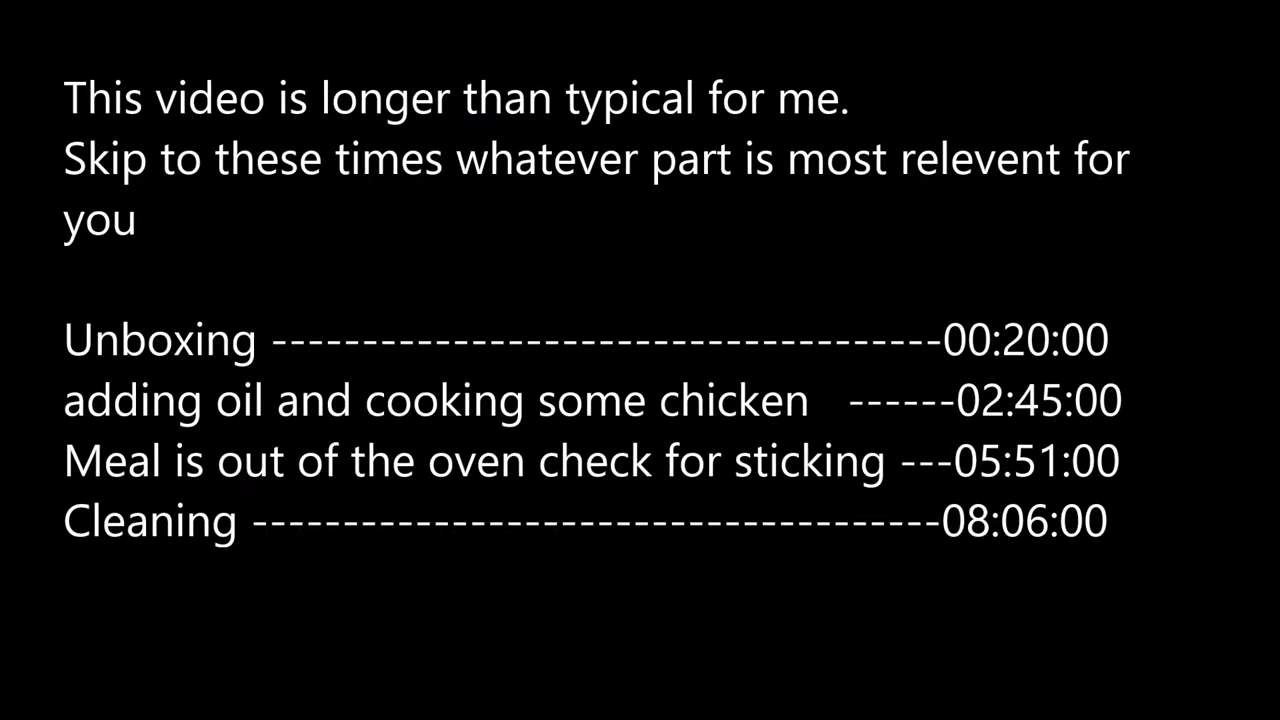 This video is longer than typical for me.
Skip to these times whatever part is most relevent for
you
Unboxing -------------------------------------00:20:00
adding oil and cooking some chicken   ------02:45:00
Meal is out of the oven check for sticking ---05:51:00
Cleaning --------------------------------------08:06:00